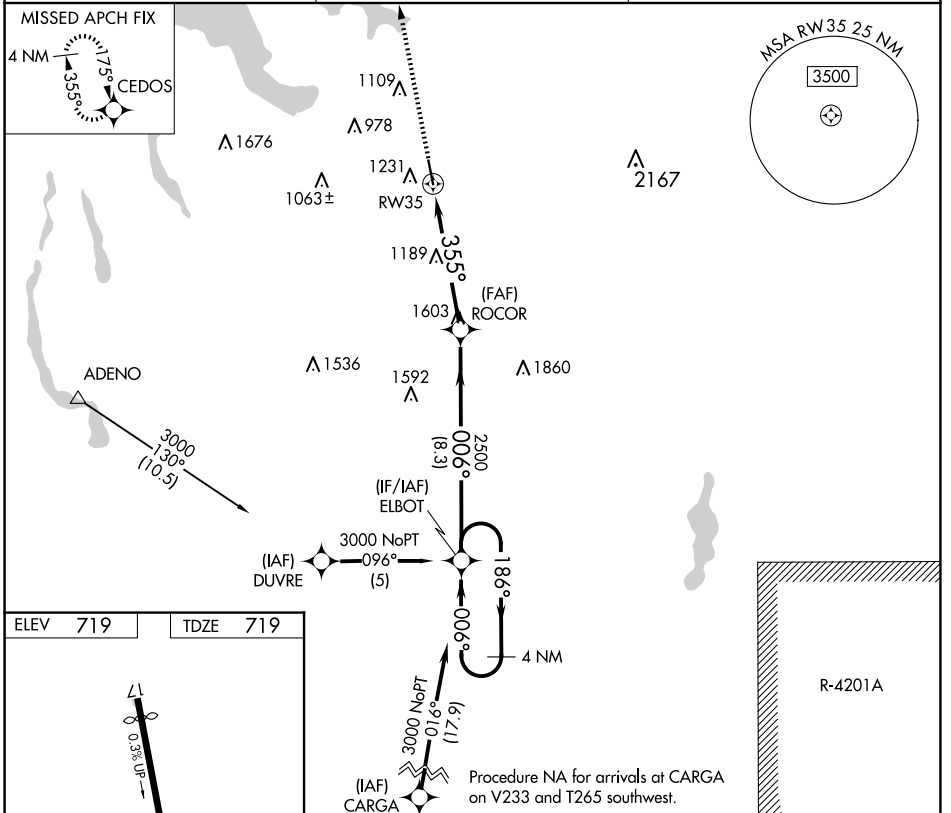 MISSED APCH FIX
4 NM
175°
355°
CEDOS
MSA RW35 25 NM
3500
1109
978
1676
1231
1063±
RW35
2167
1189
355°
(FAF)
ROCOR
1603
1536
1592
1860
ADENO
3000
130°
(10.5)
2500
006°
(8.3)
(IF/IAF)
ELBOT
3000 NoPT
096°
(5)
(IAF)
DUVRE
186°
006°
4 NM
3000 NoPT
016°
(17.9)
(IAF)
CARGA
Procedure NA for arrivals at CARGA
on V233 and T265 southwest.
R-4201A
ELEV 719
TDZE 719
17
0.3% UP